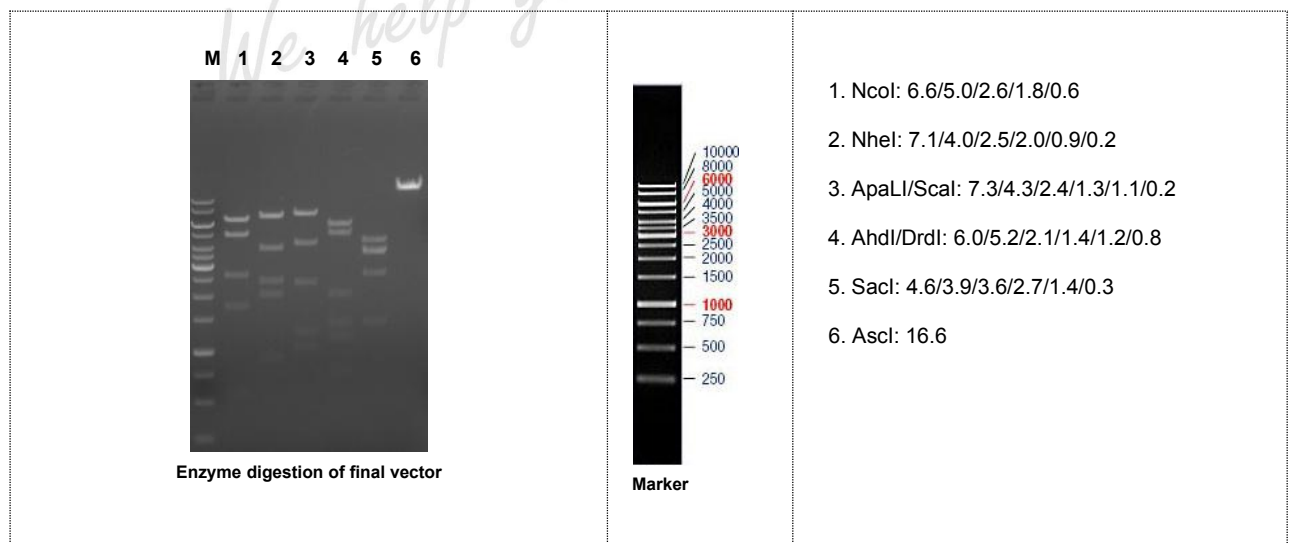 We help y
M 1 2 3 4 5 6
Enzyme digestion of final vector
10000
8000
6000
5000
4000
3500
3000
2500
2000
1500
1000
750
500
250
Marker
1. NcoI: 6.6/5.0/2.6/1.8/0.6
2. NheI: 7.1/4.0/2.5/2.0/0.9/0.2
3. ApaLI/ScaI: 7.3/4.3/2.4/1.3/1.1/0.2
4. AhdI/DrdI: 6.0/5.2/2.1/1.4/1.2/0.8
5. SacI: 4.6/3.9/3.6/2.7/1.4/0.3
6. AscI: 16.6